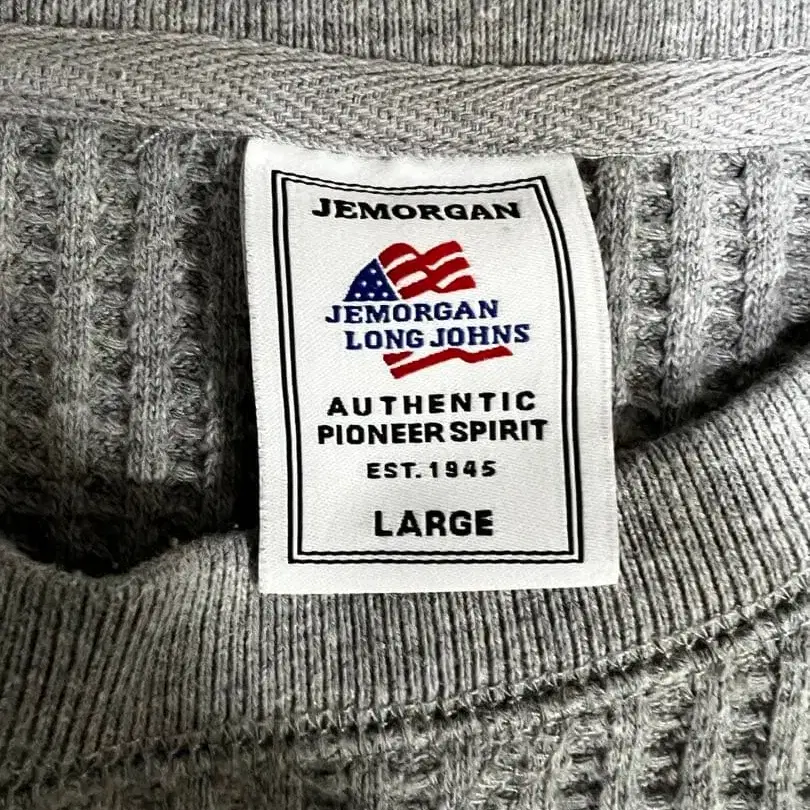 JEMORGAN
JEMORGAN
LONG JOHNS
AUTHENTIC
PIONEER SPIRIT
EST. 1945
LARGE